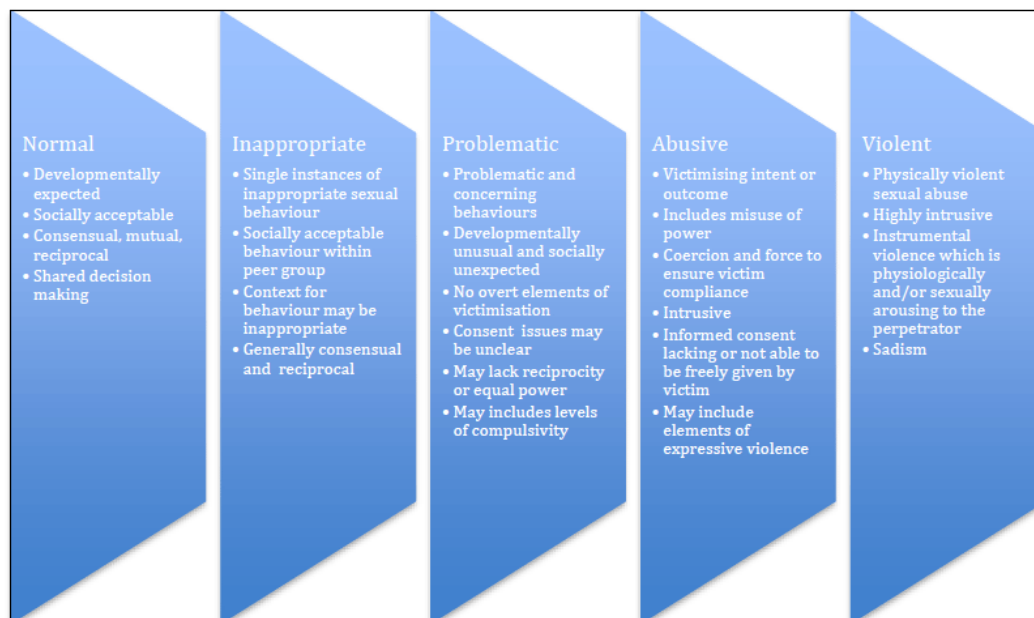 Normal
• Developmentally
expected
• Socially acceptable
• Consensual, mutual,
reciprocal
• Shared decision
making
Inappropriate
• Single instances of
inappropriate sexual
behaviour
• Socially acceptable
behaviour within
peer group
• Context for
behaviour may be
inappropriate
• Generally consensual
and reciprocal
Problematic
• Problematic and
concerning
behaviours
• Developmentally
unusual and socially
unexpected
• No overt elements of
victimisation
• Consent issues may
be unclear
• May lack reciprocity
or equal power
• May includes levels
of compulsivity
Abusive
• Victimising intent or
outcome
• Includes misuse of
power
• Coercion and force to
ensure victim
compliance
• Intrusive
• Informed consent
lacking or not able to
be freely given by
victim
• May include
elements of
expressive violence
Violent
• Physically violent
sexual abuse
• Highly intrusive
• Instrumental
violence which is
physiologically
and/or sexually
arousing to the
perpetrator
• Sadism